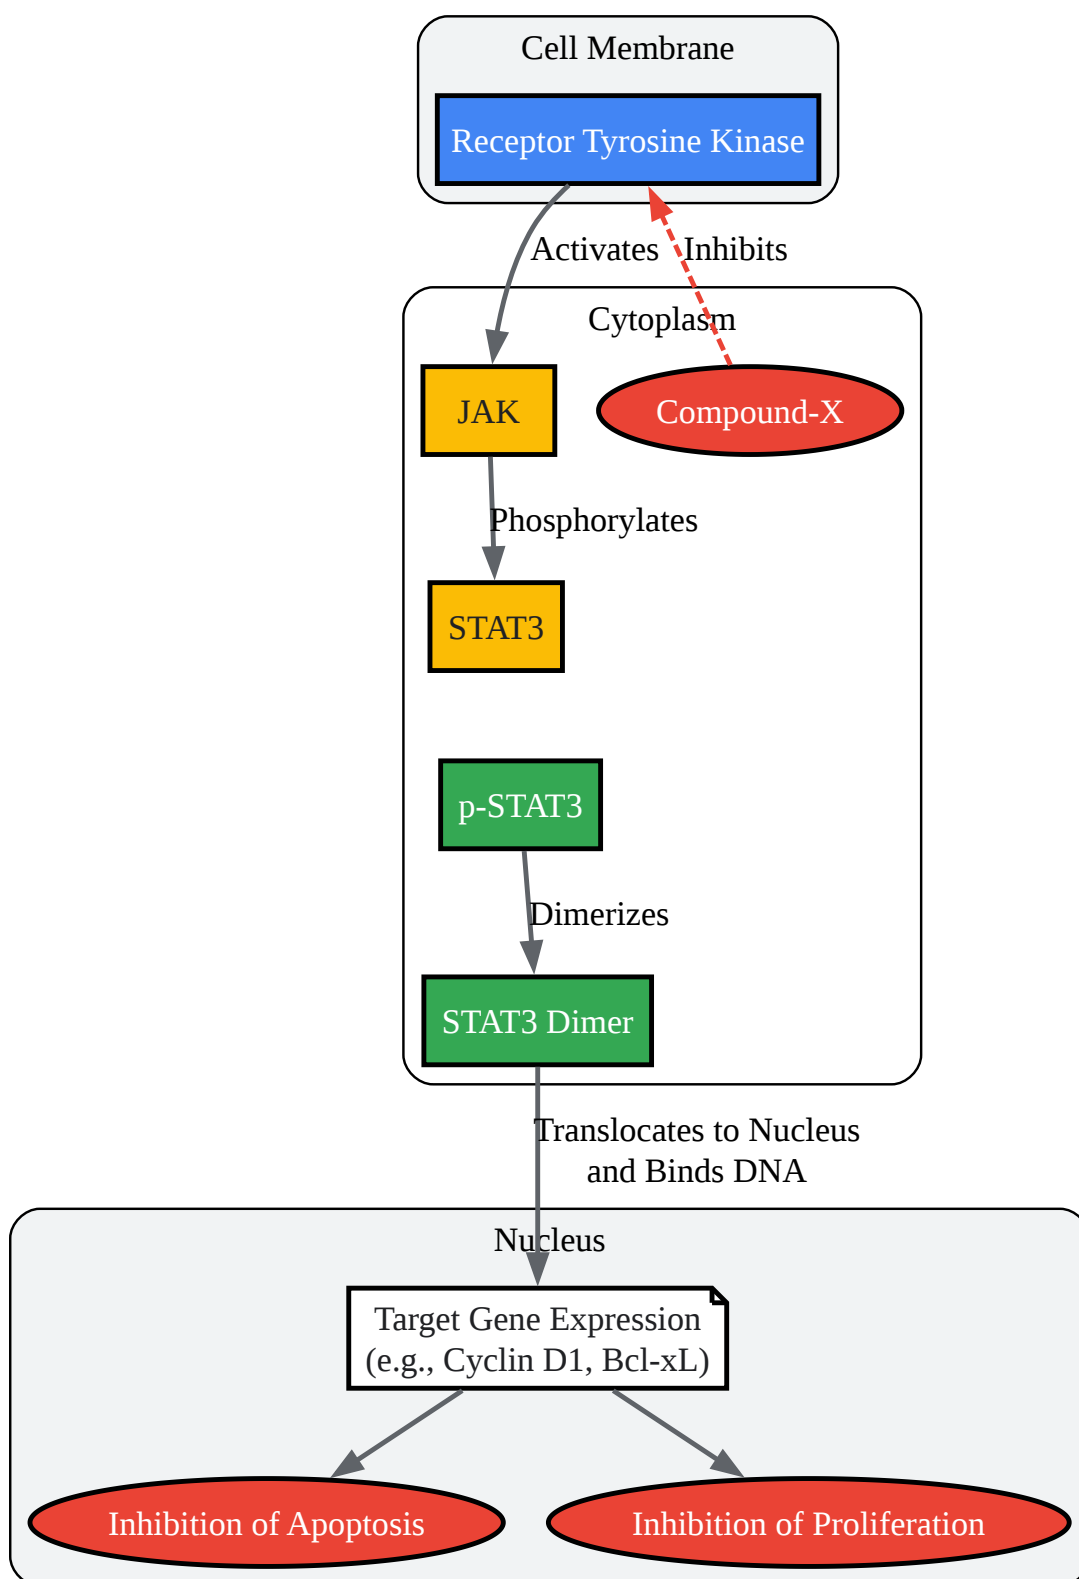 Cell Membrane
Receptor Tyrosine Kinase
Activates
Inhibits
Cytoplasm
JAK
Compound-X
Phosphorylates
STAT3
p-STAT3
Dimerizes
STAT3 Dimer
Translocates to Nucleus
and Binds DNA
Nucleus
Target Gene Expression
(e.g., Cyclin D1, Bcl-xL)
Inhibition of Apoptosis
Inhibition of Proliferation